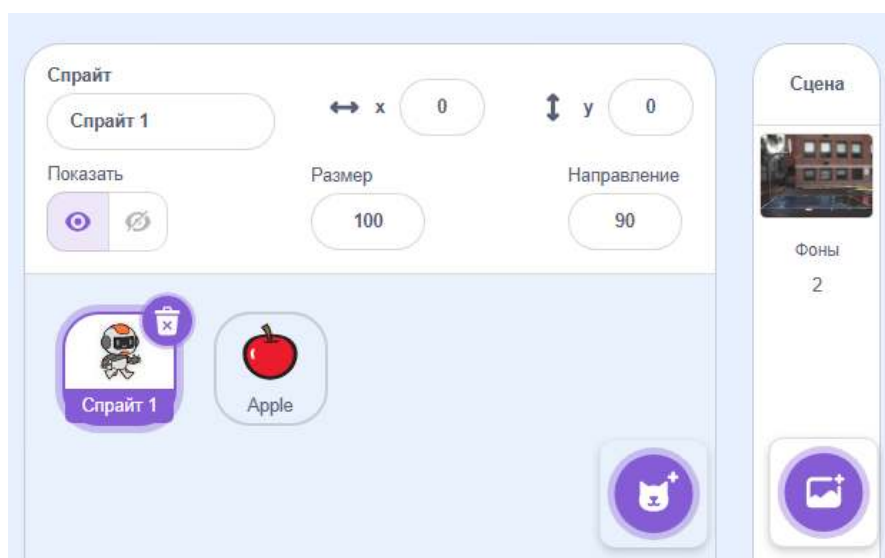 Спрайт
Спрайт 1
x
0
y
0
Показать
Размер
Направление
100
90
Спрайт 1
Apple
Сцена
Фоны
2